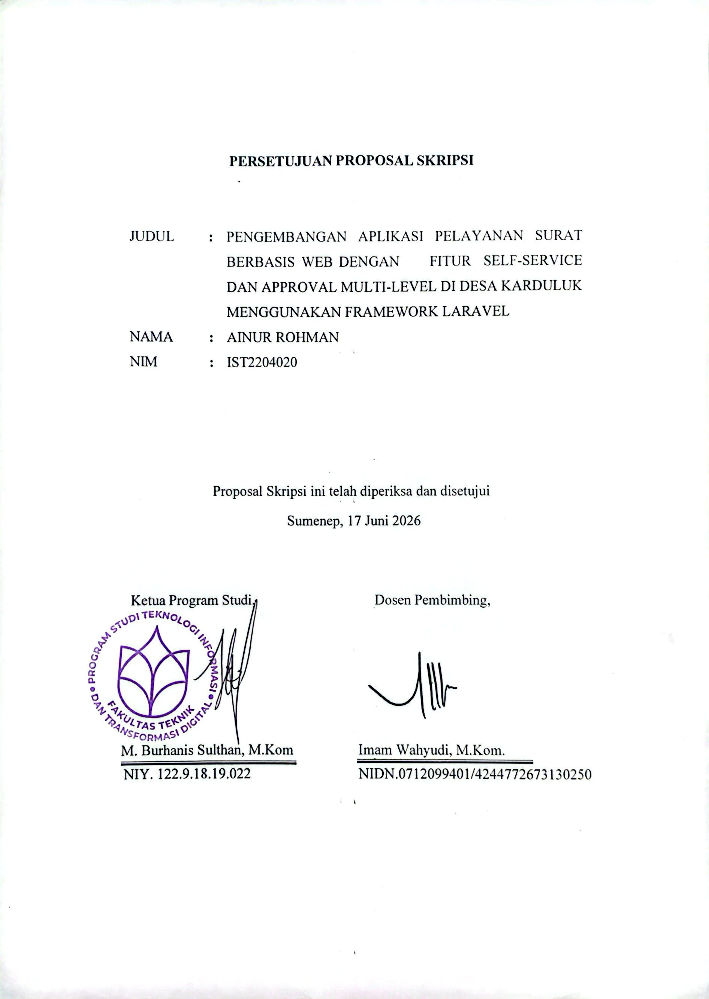 PERSETUJUAN PROPOSAL SKRIPSI
JUDUL : PENGEMBANGAN APLIKASI PELAYANAN SURAT
BERBASIS WEB DENGAN FITUR SELF-SERVICE
DAN APPROVAL MULTI-LEVEL DI DESA KARDULUK
MENGGUNAKAN FRAMEWORK LARAVEL
NAMA : AINUR ROHMAN
NIM : IST2204020
Proposal Skripsi ini telah diperiksa dan disetujui
Sumenep, 17 Juni 2026
Ketua Program Studi,
Dosen Pembimbing,
PROGRAM STUDI TEKNOLOGI INFORMASI
FAKULTAS TEKNIK
DAN TRANSFORMASI DIGITAL
M. Burhanis Sulthan, M.Kom
Imam Wahyudi, M.Kom.
NIY. 122.9.18.19.022
NIDN.0712099401/4244772673130250